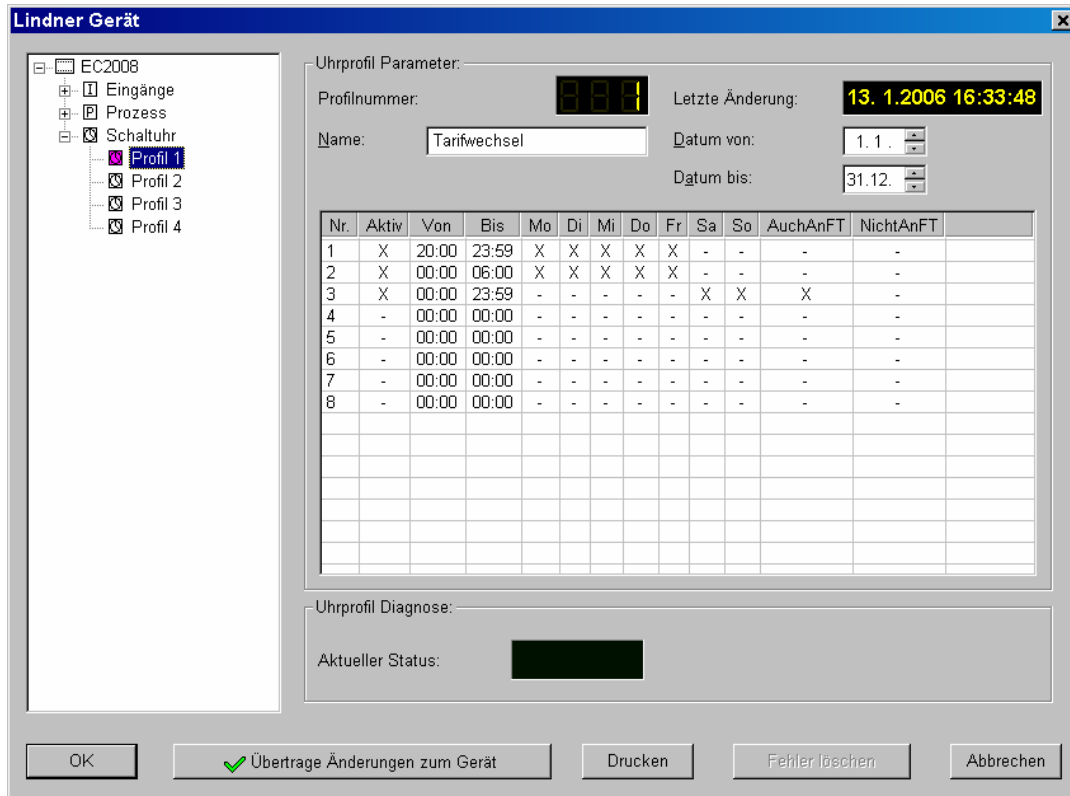 Lindner Gerät
EC2008
Eingänge
Prozess
Schaltuhr
Profil 1
Profil 2
Profil 3
Profil 4
Uhrprofil Parameter:
Profilnummer: 1 Letzte Änderung: 13. 1.2006 16:33:48
Name: Tarifwechsel Datum von: 1. 1 .
Datum bis: 31.12.
Nr. Aktiv Von Bis Mo Di Mi Do Fr Sa So AuchAnFT NichtAnFT
1 X 20:00 23:59 X X X X X - - - -
2 X 00:00 06:00 X X X X X - - - -
3 X 00:00 23:59 - - - - - X X X -
4 - 00:00 00:00 - - - - - - - - -
5 - 00:00 00:00 - - - - - - - - -
6 - 00:00 00:00 - - - - - - - - -
7 - 00:00 00:00 - - - - - - - - -
8 - 00:00 00:00 - - - - - - - - -
Uhrprofil Diagnose:
Aktueller Status:
OK Übertrage Änderungen zum Gerät Drucken Fehler löschen Abbrechen